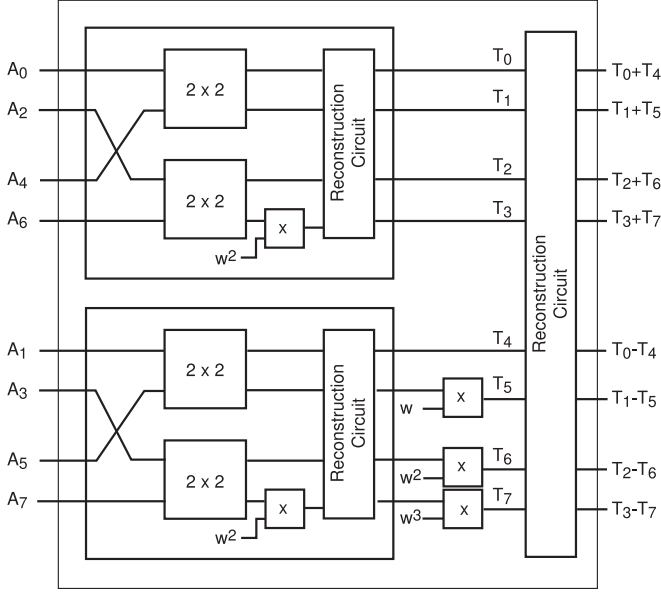 A0
2 x 2
T0
T0+T4
A2
T1
T1+T5
Reconstruction
Circuit
A4
2 x 2
T2
T2+T6
A6
x
T3
T3+T7
w2
Reconstruction
Circuit
A1
2 x 2
T4
T0-T4
A3
T5
x
T1-T5
w
Reconstruction
Circuit
A5
2 x 2
T6
x
T2-T6
w2
A7
x
T7
x
T3-T7
w3
w2